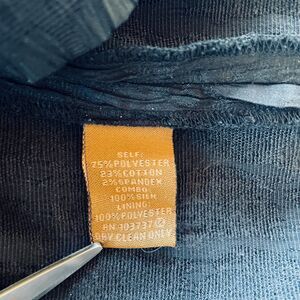 SELF:
75%POLYESTER
23%COTTON
2%SPANDEX
COMBO
100%SILK
LINING:
100%POLYESTER
RN 103737
DRY CLEAN ONLY